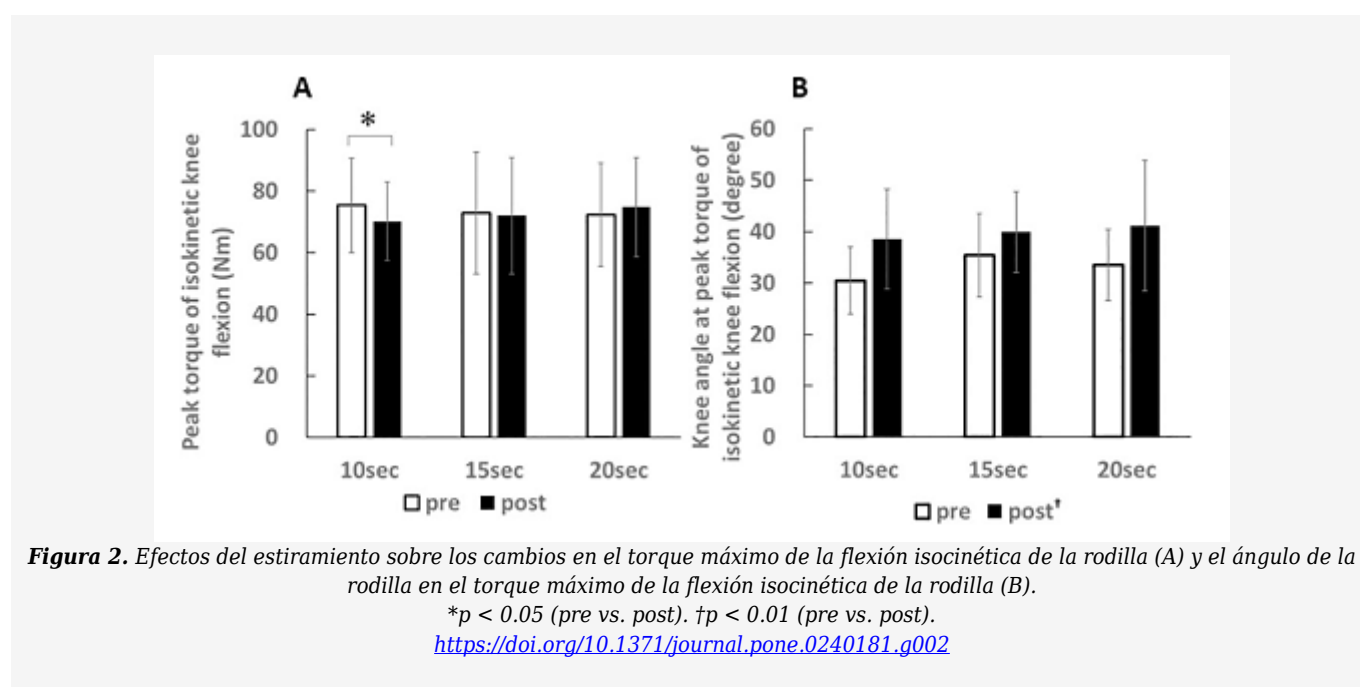 A
*
Peak torque of isokinetic knee
flexion (Nm)
100
80
60
40
20
0
10sec
15sec
20sec
pre
post
B
Knee angle at peak torque of
isokinetic knee flexion (degree)
60
50
40
30
20
10
0
10sec
15sec
20sec
pre
post†
Figura 2. Efectos del estiramiento sobre los cambios en el torque máximo de la flexión isocinética de la rodilla (A) y el ángulo de la
rodilla en el torque máximo de la flexión isocinética de la rodilla (B).
*p < 0.05 (pre vs. post). †p < 0.01 (pre vs. post).
https://doi.org/10.1371/journal.pone.0240181.g002